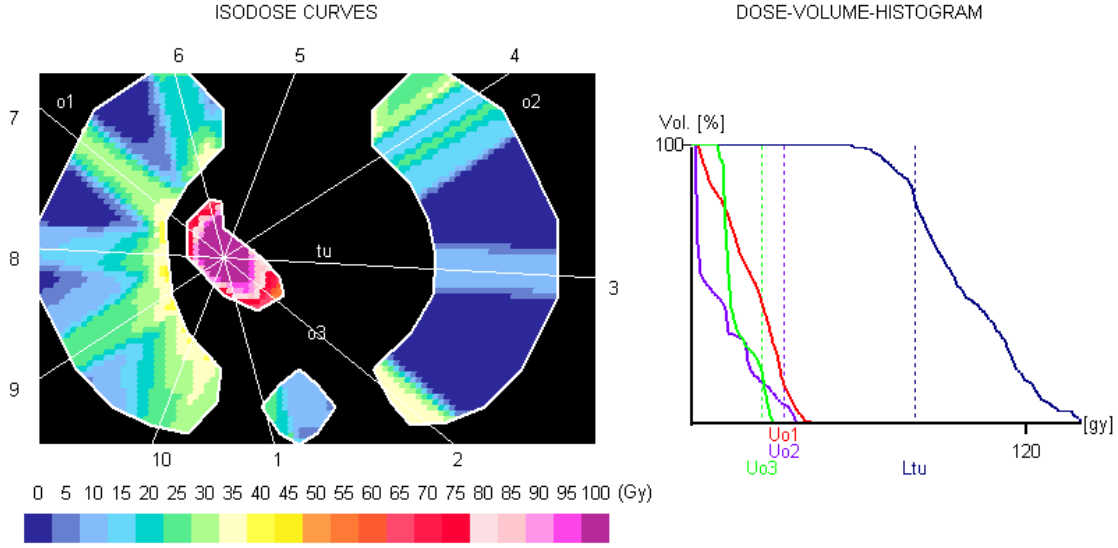 ISODOSE CURVES
DOSE-VOLUME-HISTOGRAM
6 5 4
o1 o2
7
Vol. [%]
100
tu
8
3
o3
9
10 1 2
[gy]
120
Uo1
Uo2
Uo3 Ltu
0 5 10 15 20 25 30 35 40 45 50 55 60 65 70 75 80 85 90 95 100 (Gy)